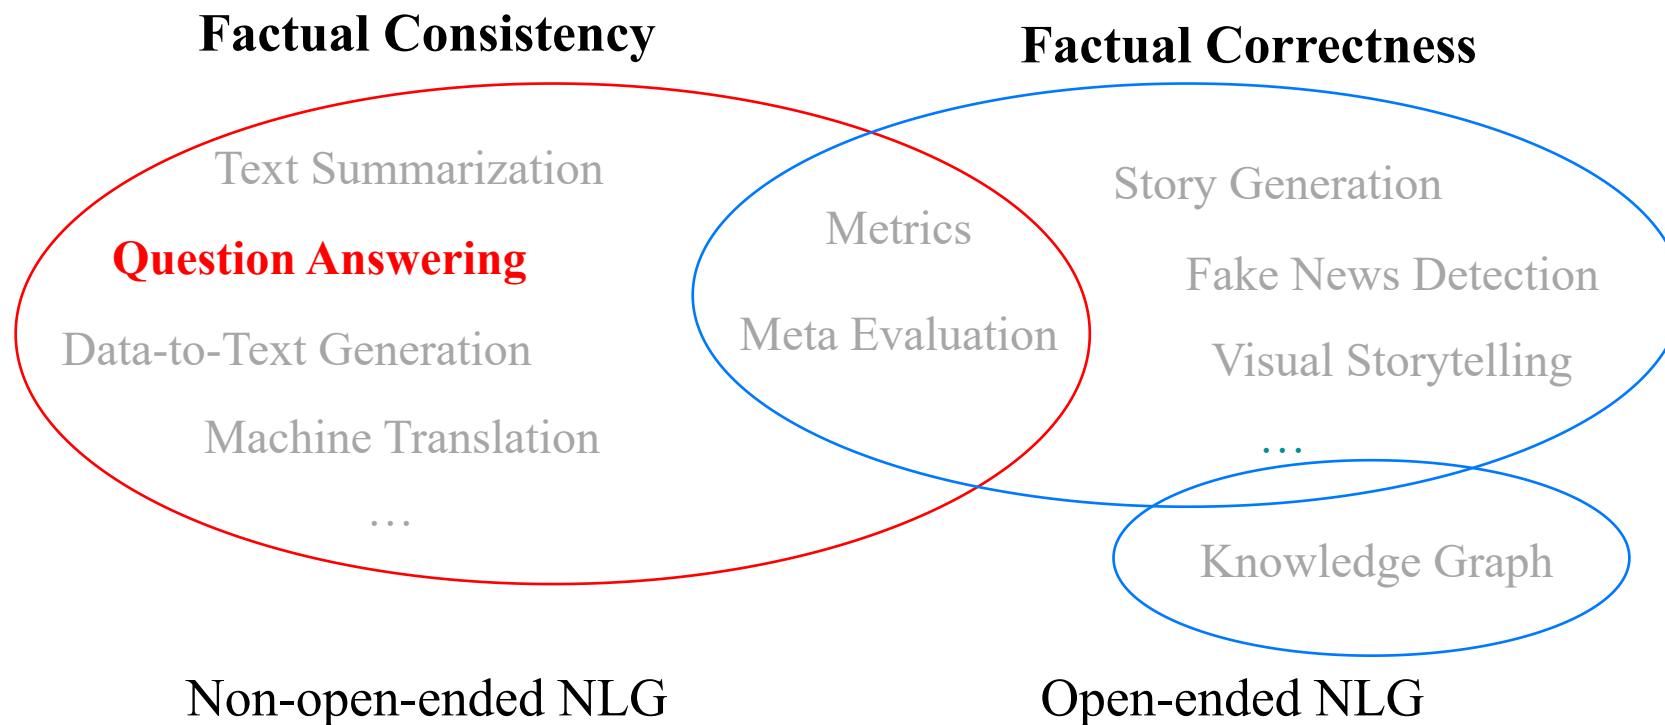 Factual Consistency
Factual Correctness
Text Summarization
Question Answering
Data-to-Text Generation
Machine Translation
…
Metrics
Meta Evaluation
Story Generation
Fake News Detection
Visual Storytelling
…
Knowledge Graph
Non-open-ended NLG
Open-ended NLG